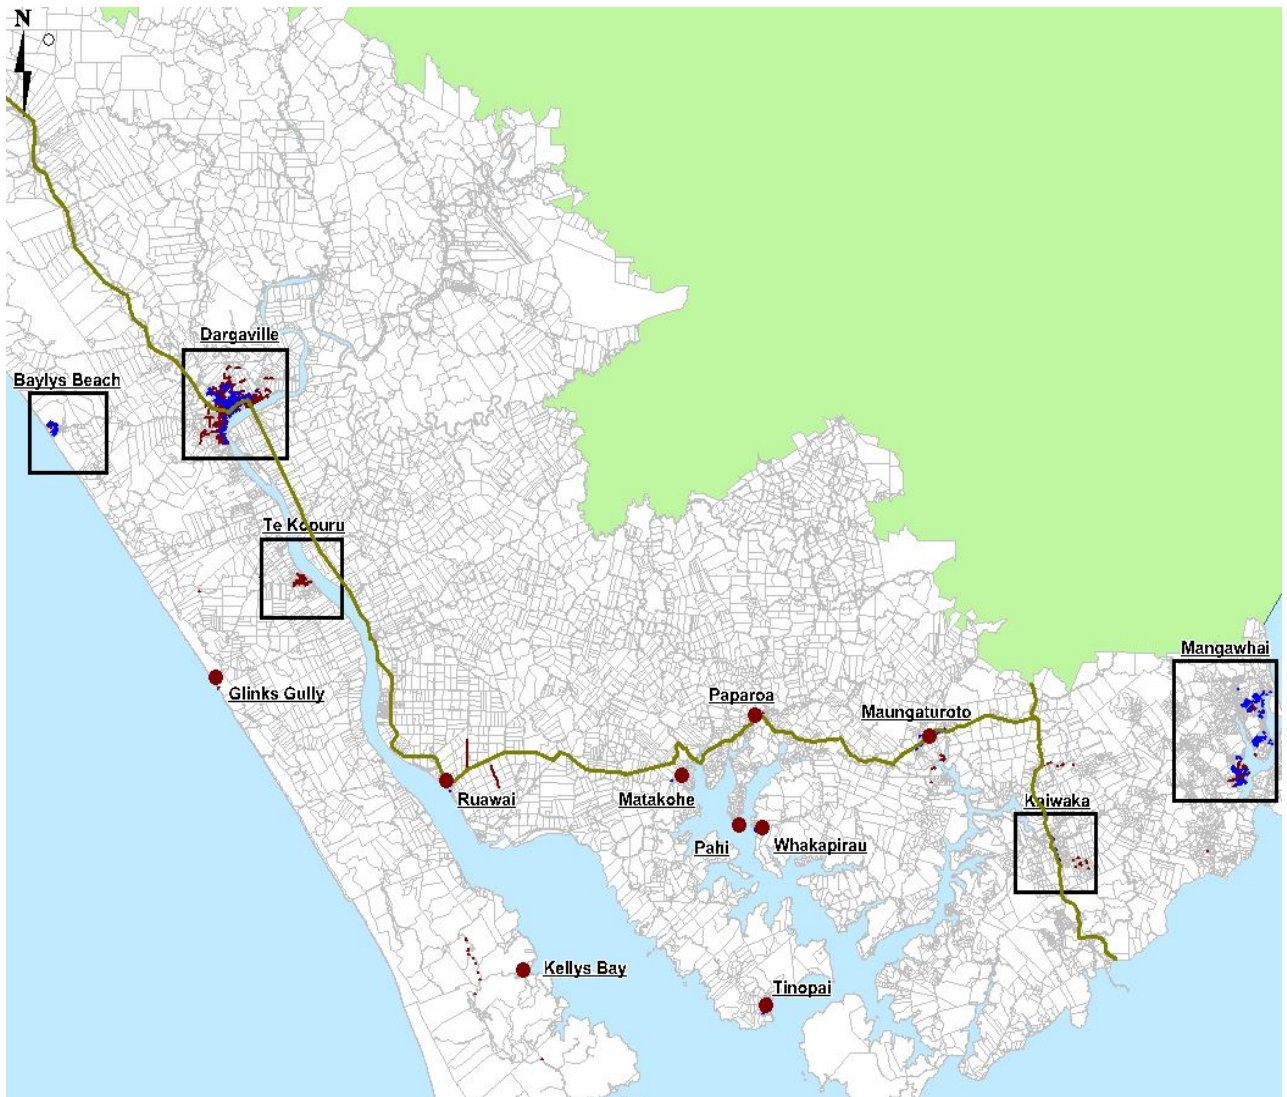 N
Dargaville
Baylys Beach
Te Kopuru
Mangawhai
Glinks Gully
Paparoa
Maungaturoto
Ruawai
Matakohe
Kaiwaka
Pahi
Whakapirau
Kellys Bay
Tinopai